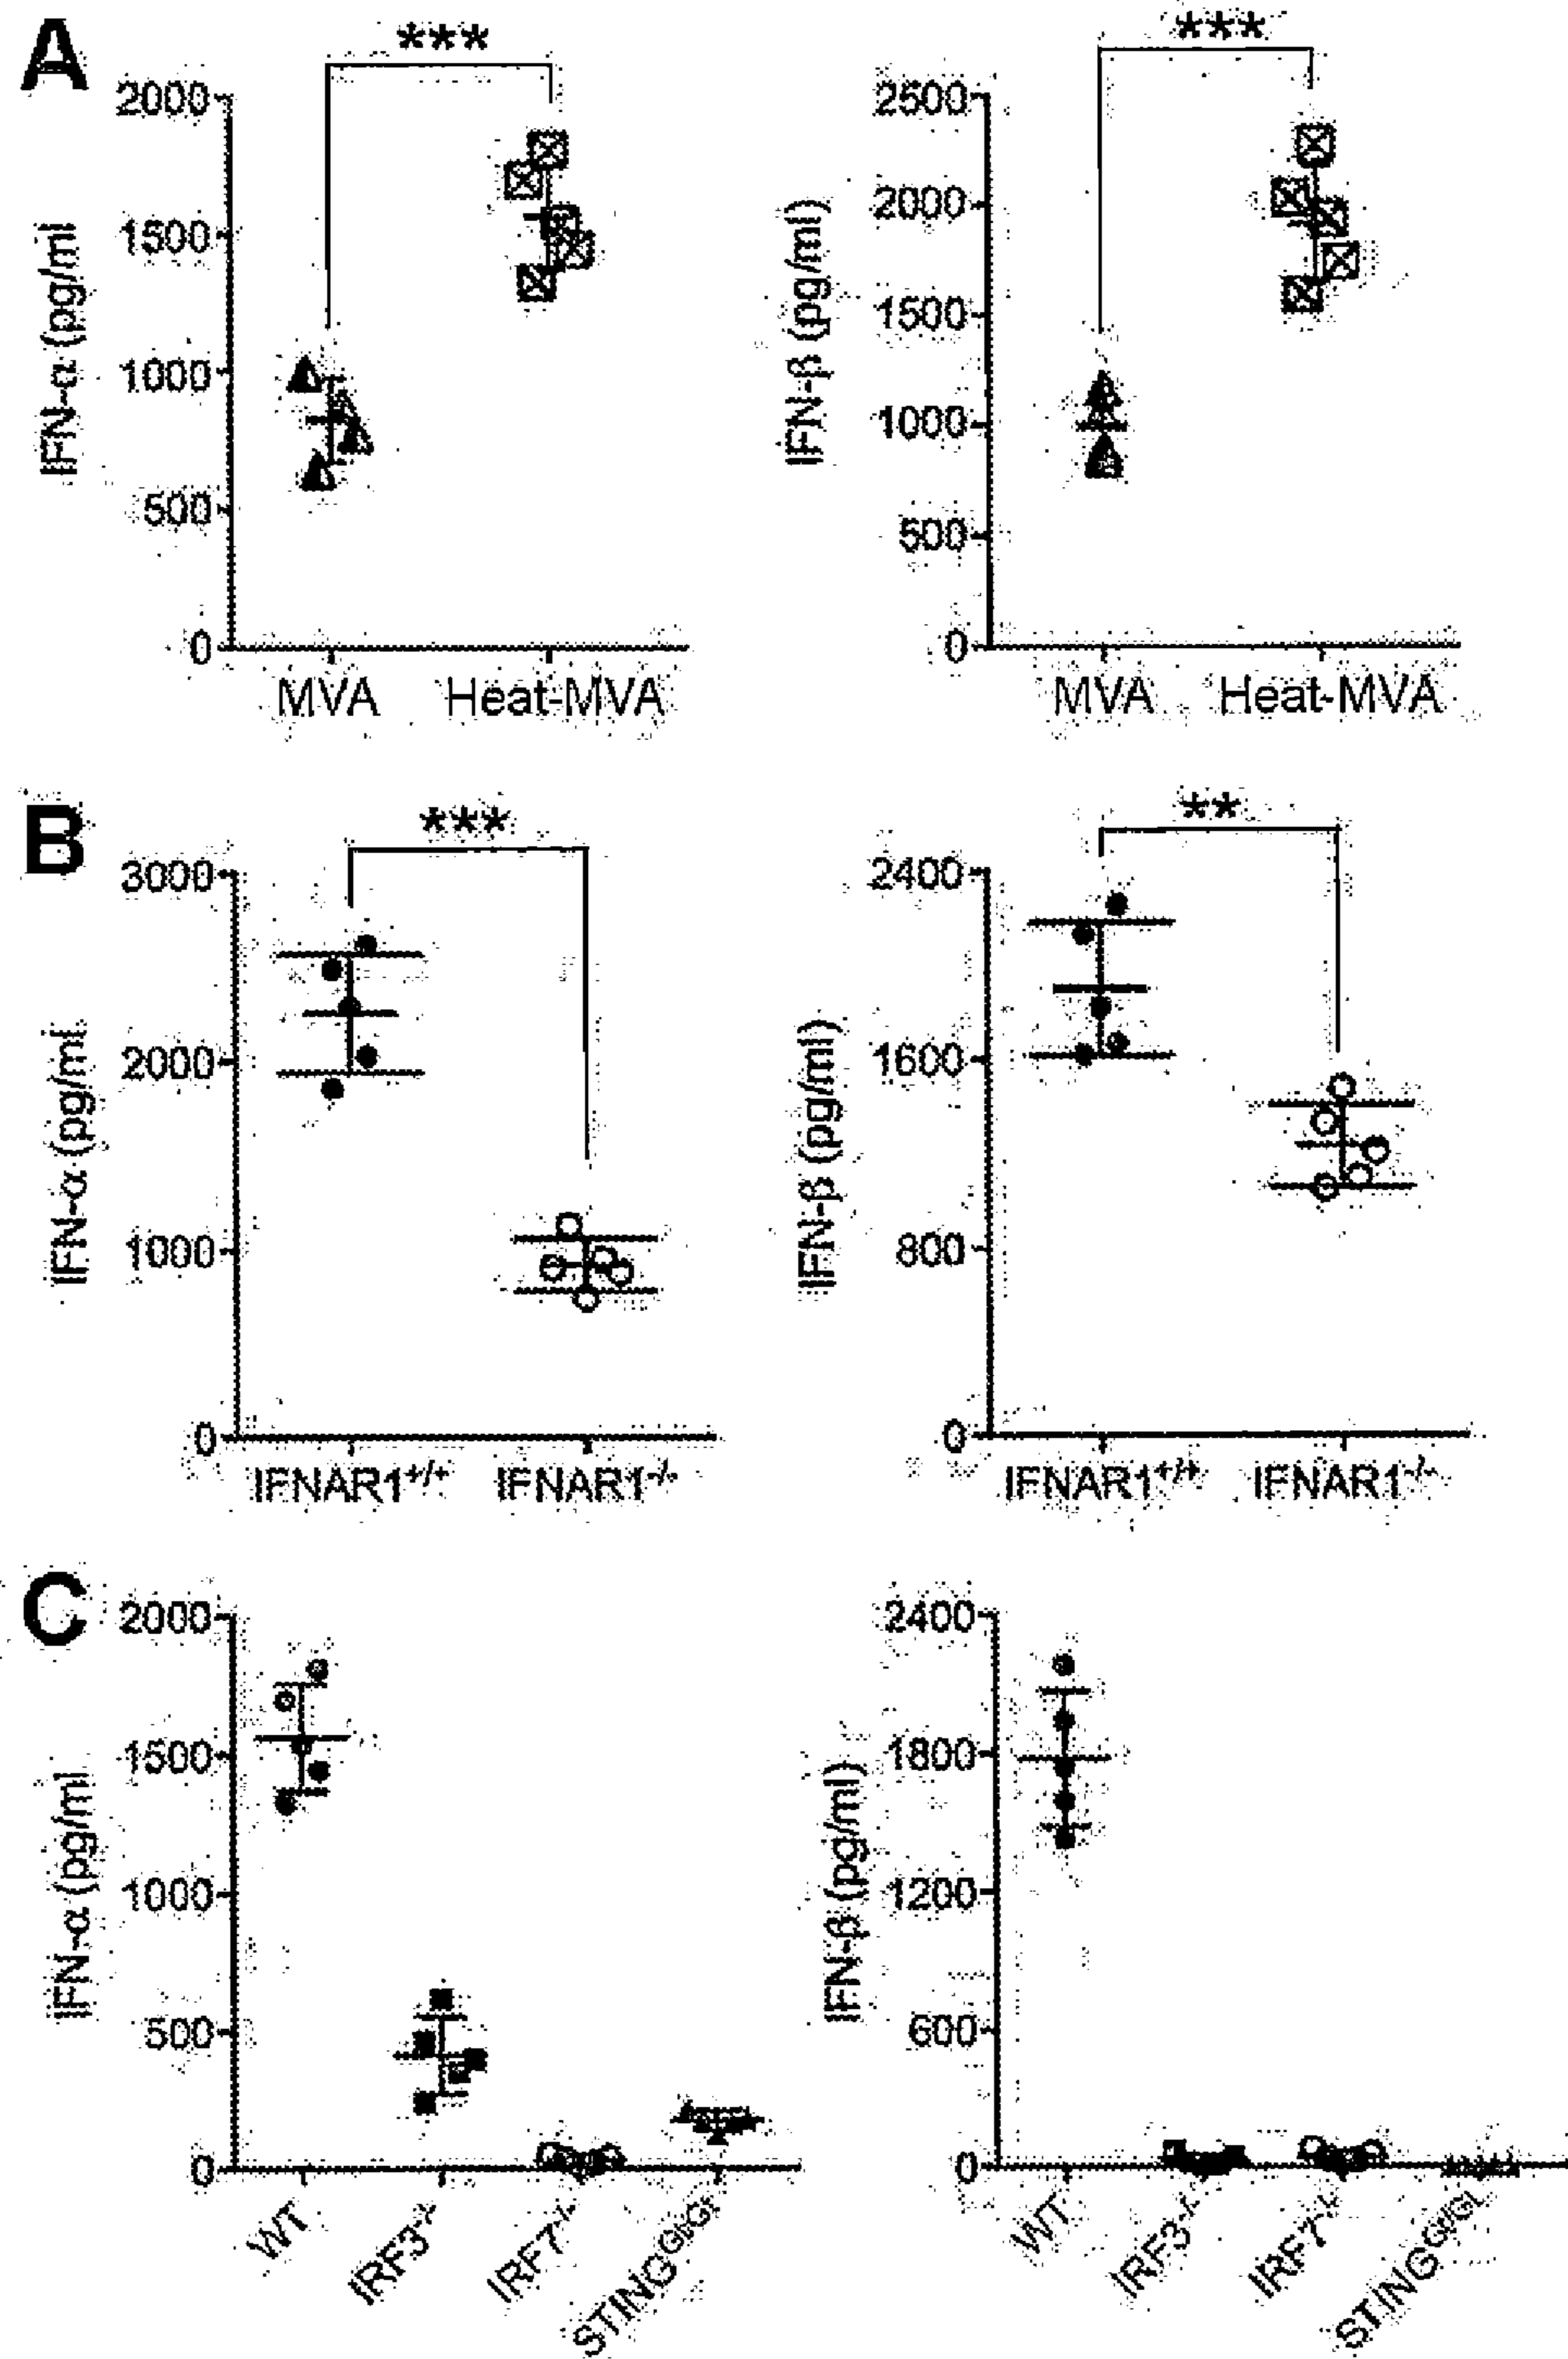 A
***
***
2000
1500
1000
500
0
IFN-α (pg/ml)
MVA
Heat-MVA
2500
2000
1500
1000
500
0
IFN-β (pg/ml)
MVA
Heat-MVA
B
***
**
3000
2000
1000
0
IFN-α (pg/ml)
IFNAR1+/+
IFNAR1-/-
2400
1600
800
0
IFN-β (pg/ml)
IFNAR1+/+
IFNAR1-/-
C
2000
1500
1000
500
0
IFN-α (pg/ml)
WT
IRF3-/-
IRF7-/-
STINGGt/Gt
2400
1800
1200
600
0
IFN-β (pg/ml)
WT
IRF3-/-
IRF7-/-
STINGGt/Gt